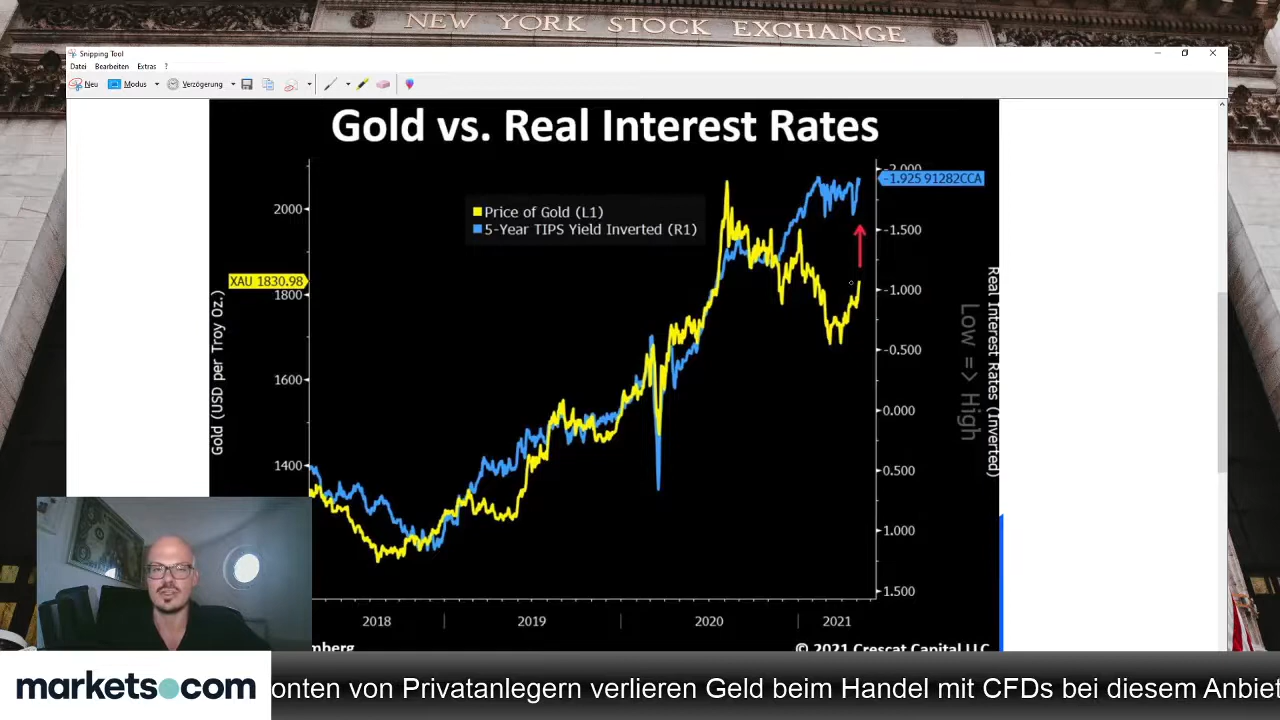 NEW YORK STOCK EXCHANGE
Snipping Tool
Datei Bearbeiten Extras ?
Neu Modus Verzögerung
Gold vs. Real Interest Rates
Price of Gold (L1)
5-Year TIPS Yield Inverted (R1)
XAU 1830.98
-1.925 91282CCA
Gold (USD per Troy Oz.)
2000
1800
1600
1400
-2.000
-1.500
-1.000
-0.500
0.000
0.500
1.000
1.500
Low => High
Real Interest Rates (Inverted)
2018 2019 2020 2021
mberg
© 2021 Crescat Capital LLC
markets.com
onten von Privatanlegern verlieren Geld beim Handel mit CFDs bei diesem Anbiet